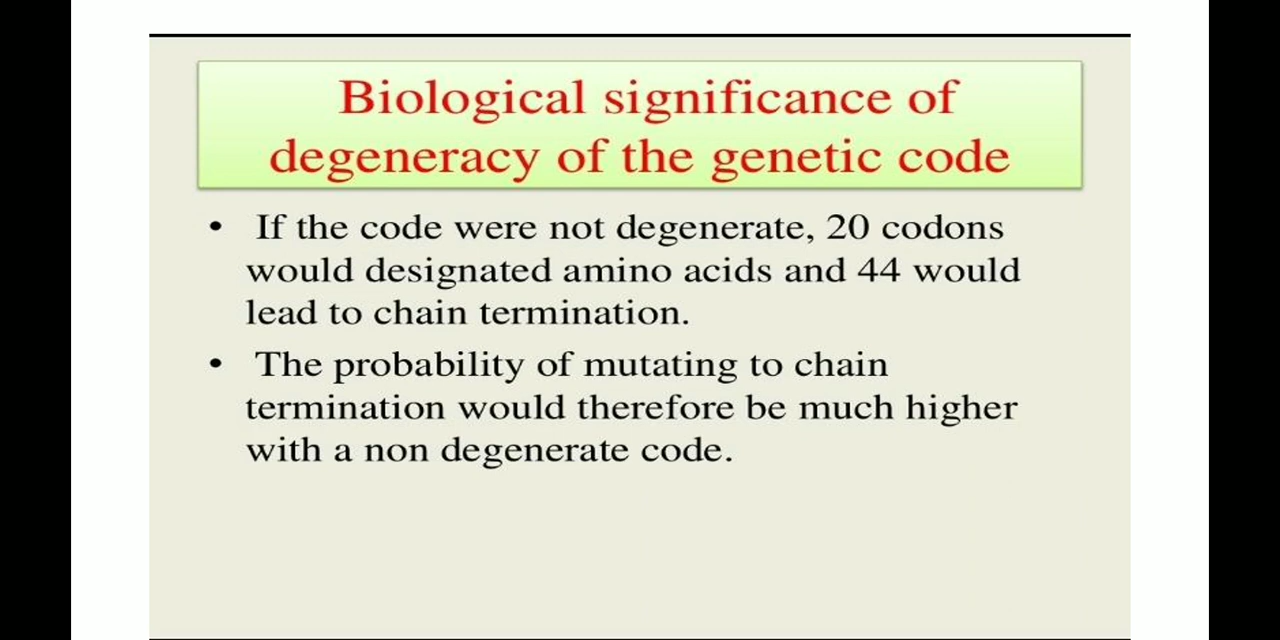 Biological significance of
degeneracy of the genetic code
• If the code were not degenerate, 20 codons
would designated amino acids and 44 would
lead to chain termination.
• The probability of mutating to chain
termination would therefore be much higher
with a non degenerate code.